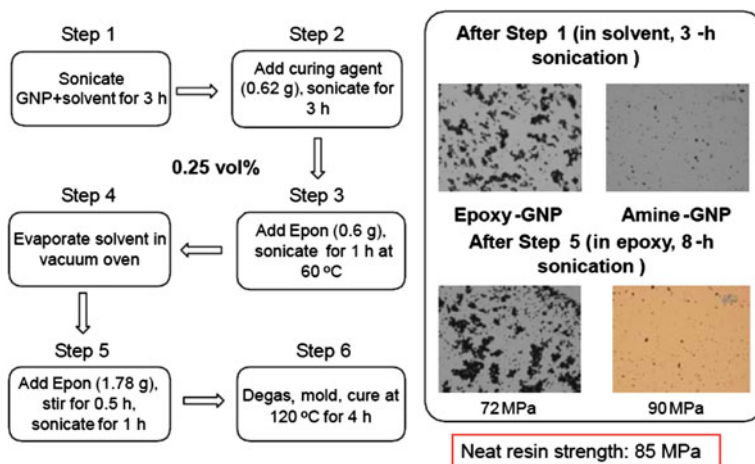 Step 1
Sonicate
GNP+solvent for 3 h
Step 2
Add curing agent
(0.62 g), sonicate for
3 h
0.25 vol%
Step 3
Add Epon (0.6 g),
sonicate for 1 h at
60 ºC
Step 4
Evaporate solvent in
vacuum oven
Step 5
Add Epon (1.78 g),
stir for 0.5 h,
sonicate for 1 h
Step 6
Degas, mold, cure at
120 ºC for 4 h
After Step 1 (in solvent, 3 -h
sonication )
Epoxy-GNP
Amine-GNP
After Step 5 (in epoxy, 8-h
sonication )
72 MPa
90 MPa
Neat resin strength: 85 MPa